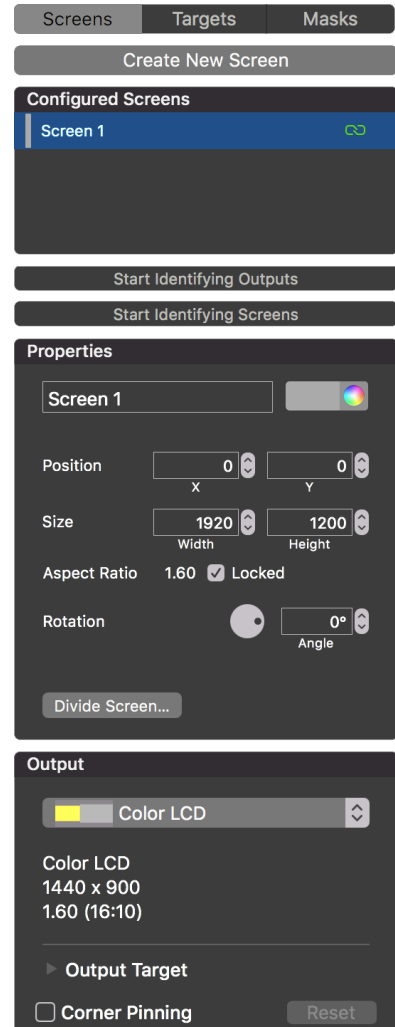 Screens Targets Masks
Create New Screen
Configured Screens
Screen 1
Start Identifying Outputs
Start Identifying Screens
Properties
Screen 1
Position 0 0
X Y
Size 1920 1200
Width Height
Aspect Ratio 1.60 Locked
Rotation 0°
Angle
Divide Screen...
Output
Color LCD
Color LCD
1440 x 900
1.60 (16:10)
Output Target
Corner Pinning Reset